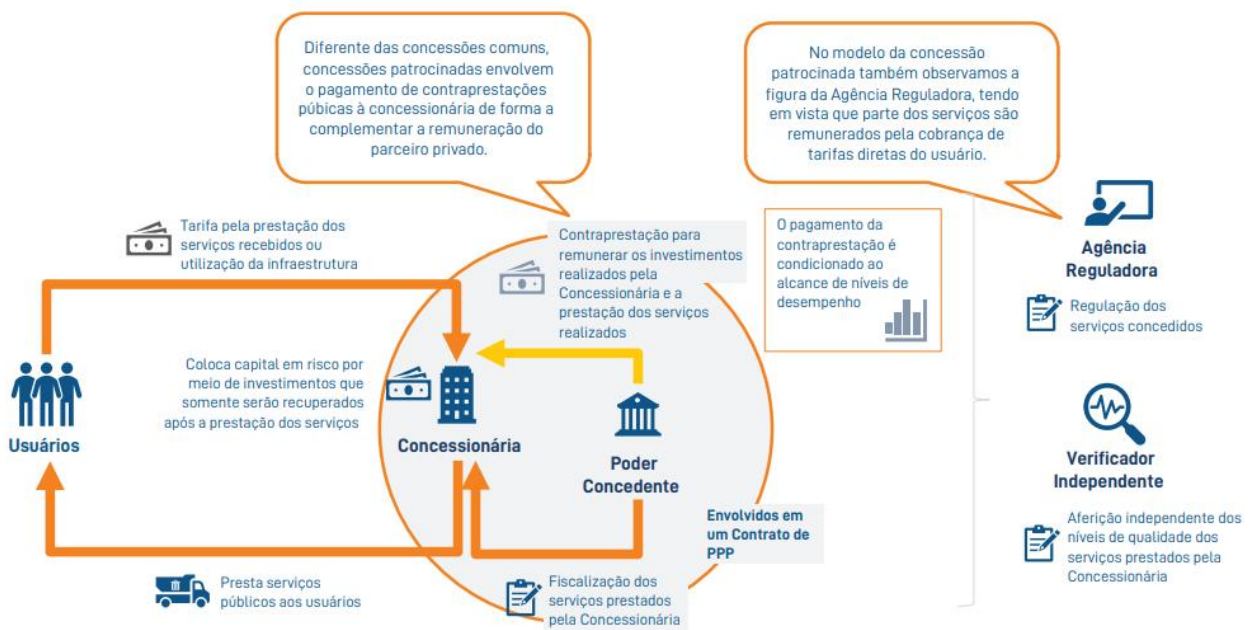 Diferente das concessões comuns,
concessões patrocinadas envolvem
o pagamento de contraprestações
púbicas à concessionária de forma a
complementar a remuneração do
parceiro privado.
No modelo da concessão
patrocinada também observamos a
figura da Agência Reguladora, tendo
em vista que parte dos serviços são
remunerados pela cobrança de
tarifas diretas do usuário.
Tarifa pela prestação dos
serviços recebidos ou
utilização da infraestrutura
Contraprestação para
remunerar os investimentos
realizados pela
Concessionária e a
prestação dos serviços
realizados
O pagamento da
contraprestação é
condicionado ao
alcance de níveis de
desempenho
Agência
Reguladora
Regulação dos
serviços concedidos
Coloca capital em risco por
meio de investimentos que
somente serão recuperados
após a prestação dos serviços
Usuários
Concessionária
Poder
Concedente
Envolvidos em
um Contrato de
PPP
Verificador
Independente
Aferição independente dos
níveis de qualidade dos
serviços prestados pela
Concessionária
Presta serviços
públicos aos usuários
Fiscalização dos
serviços prestados
pela Concessionária